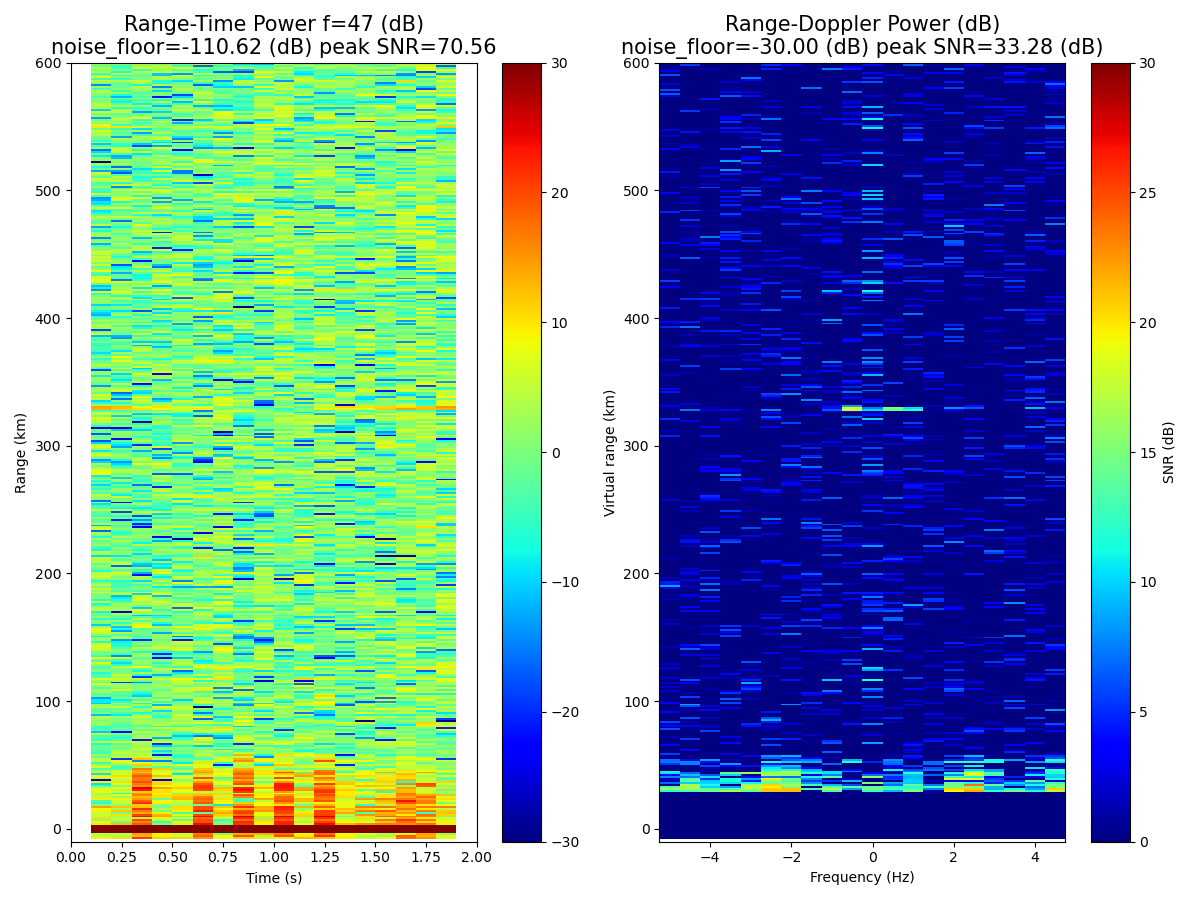 Range-Time Power f=47 (dB)
noise_floor=-110.62 (dB) peak SNR=70.56
Range-Doppler Power (dB)
noise_floor=-30.00 (dB) peak SNR=33.28 (dB)
Range (km)
600
500
400
300
200
100
0
0.00 0.25 0.50 0.75 1.00 1.25 1.50 1.75 2.00
Time (s)
30
20
10
0
−10
−20
−30
Virtual range (km)
600
500
400
300
200
100
0
−4 −2 0 2 4
Frequency (Hz)
30
25
20
15
10
5
0
SNR (dB)